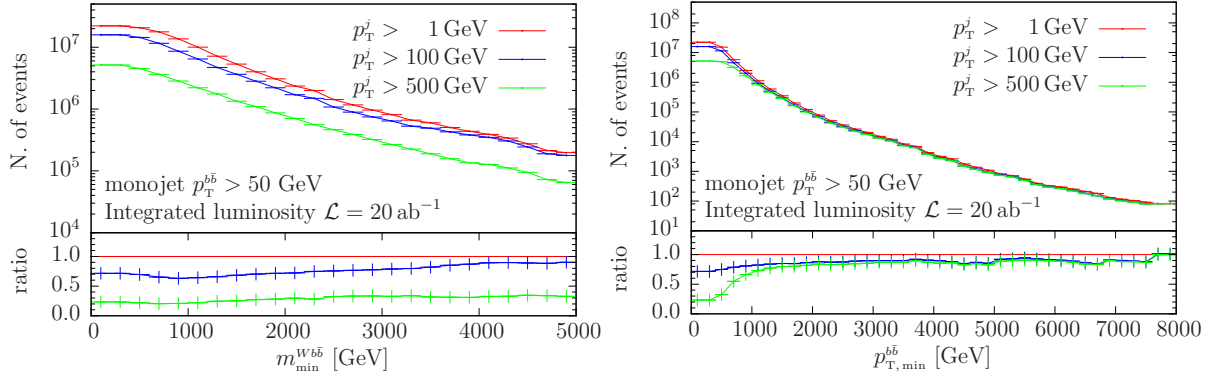 N. of events
10^7
10^6
10^5
10^4
p_T^j > 1 GeV
p_T^j > 100 GeV
p_T^j > 500 GeV
monojet p_T^{bb̄} > 50 GeV
Integrated luminosity ℒ = 20 ab^{−1}
ratio
1.0
0.5
0.0
0 1000 2000 3000 4000 5000
m_{min}^{Wbb̄} [GeV]
N. of events
10^8
10^7
10^6
10^5
10^4
10^3
10^2
10^1
p_T^j > 1 GeV
p_T^j > 100 GeV
p_T^j > 500 GeV
monojet p_T^{bb̄} > 50 GeV
Integrated luminosity ℒ = 20 ab^{−1}
ratio
1.0
0.5
0.0
0 1000 2000 3000 4000 5000 6000 7000 8000
p_{T, min}^{bb̄} [GeV]